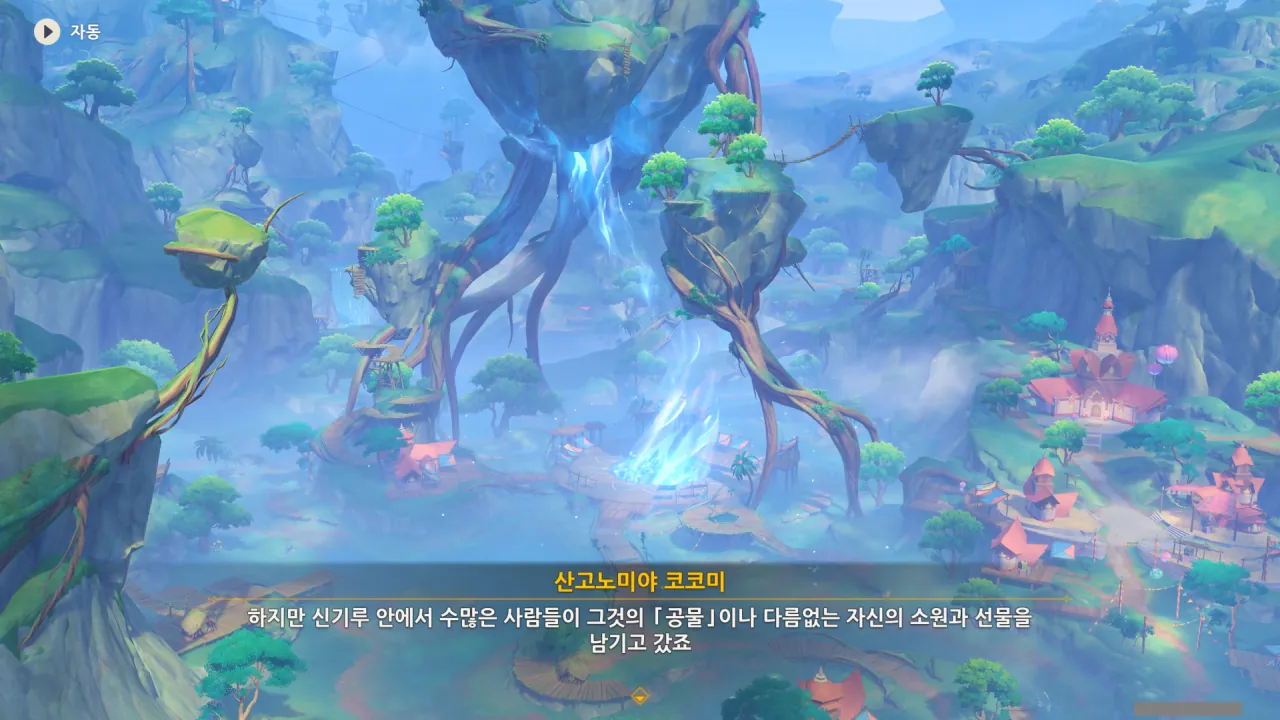 자동
산고노미야 코코미
하지만 신기루 안에서 수많은 사람들이 그것의 「공물」이나 다름없는 자신의 소원과 선물을
남기고 갔죠